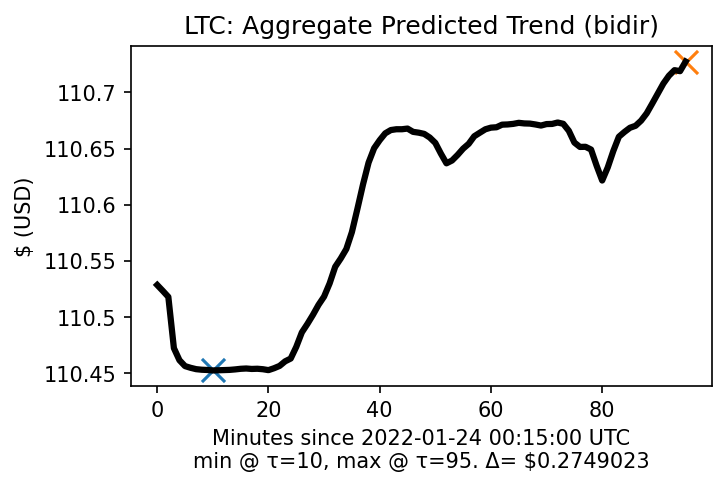 LTC: Aggregate Predicted Trend (bidir)
$ (USD)
110.7
110.65
110.6
110.55
110.5
110.45
0 20 40 60 80
Minutes since 2022-01-24 00:15:00 UTC
min @ τ=10, max @ τ=95. Δ= $0.2749023